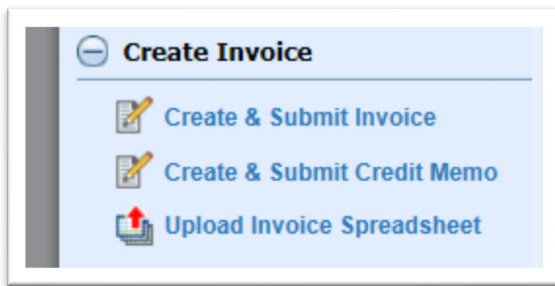 Create Invoice
Create & Submit Invoice
Create & Submit Credit Memo
Upload Invoice Spreadsheet